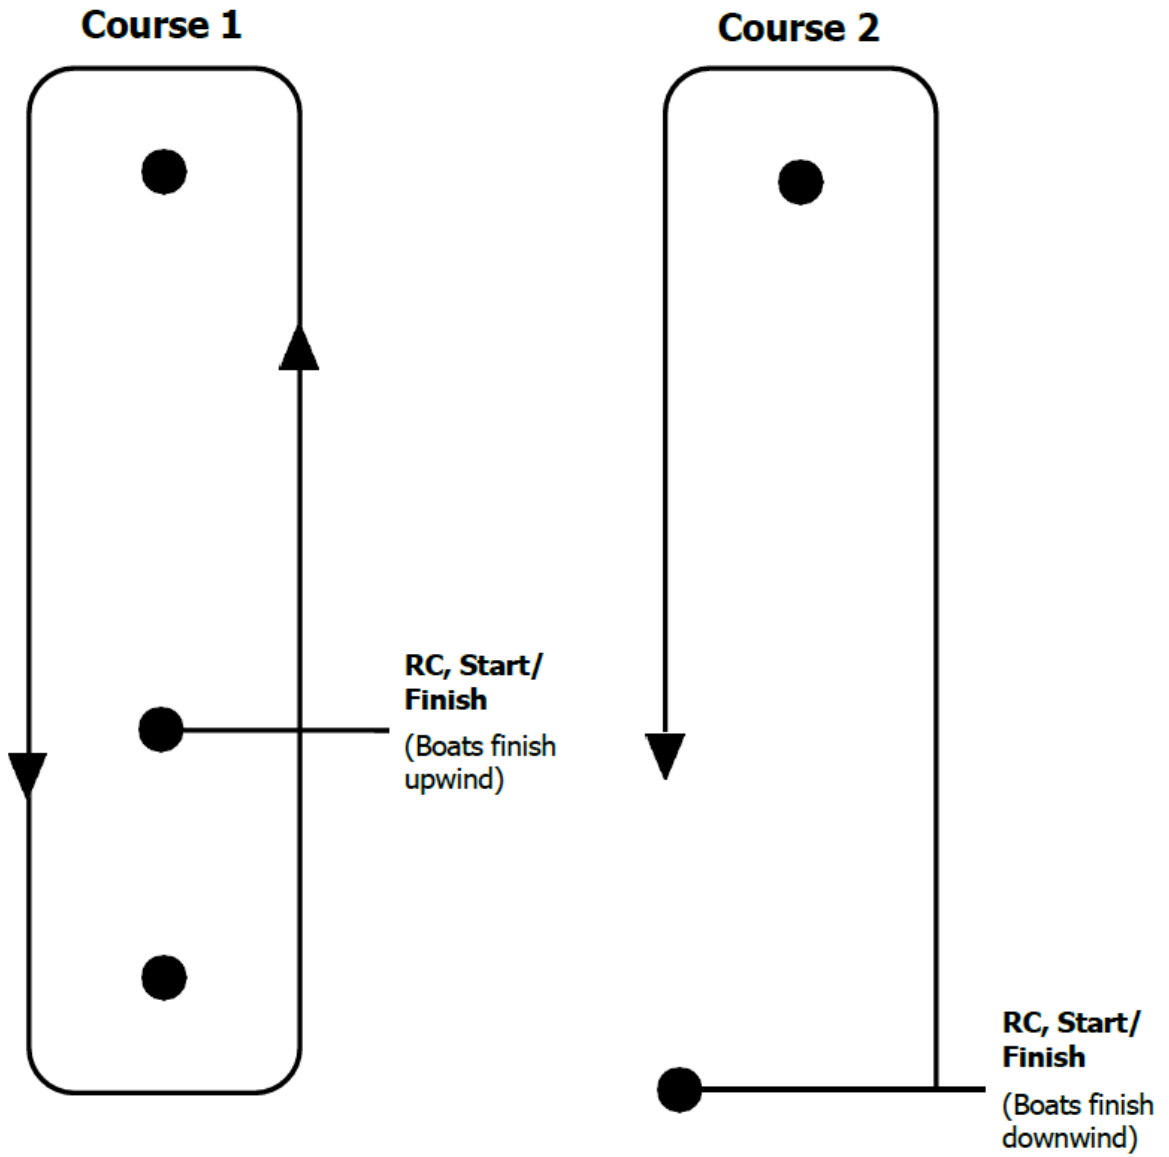 Course 1
Course 2
RC, Start/
Finish
(Boats finish
upwind)
RC, Start/
Finish
(Boats finish
downwind)